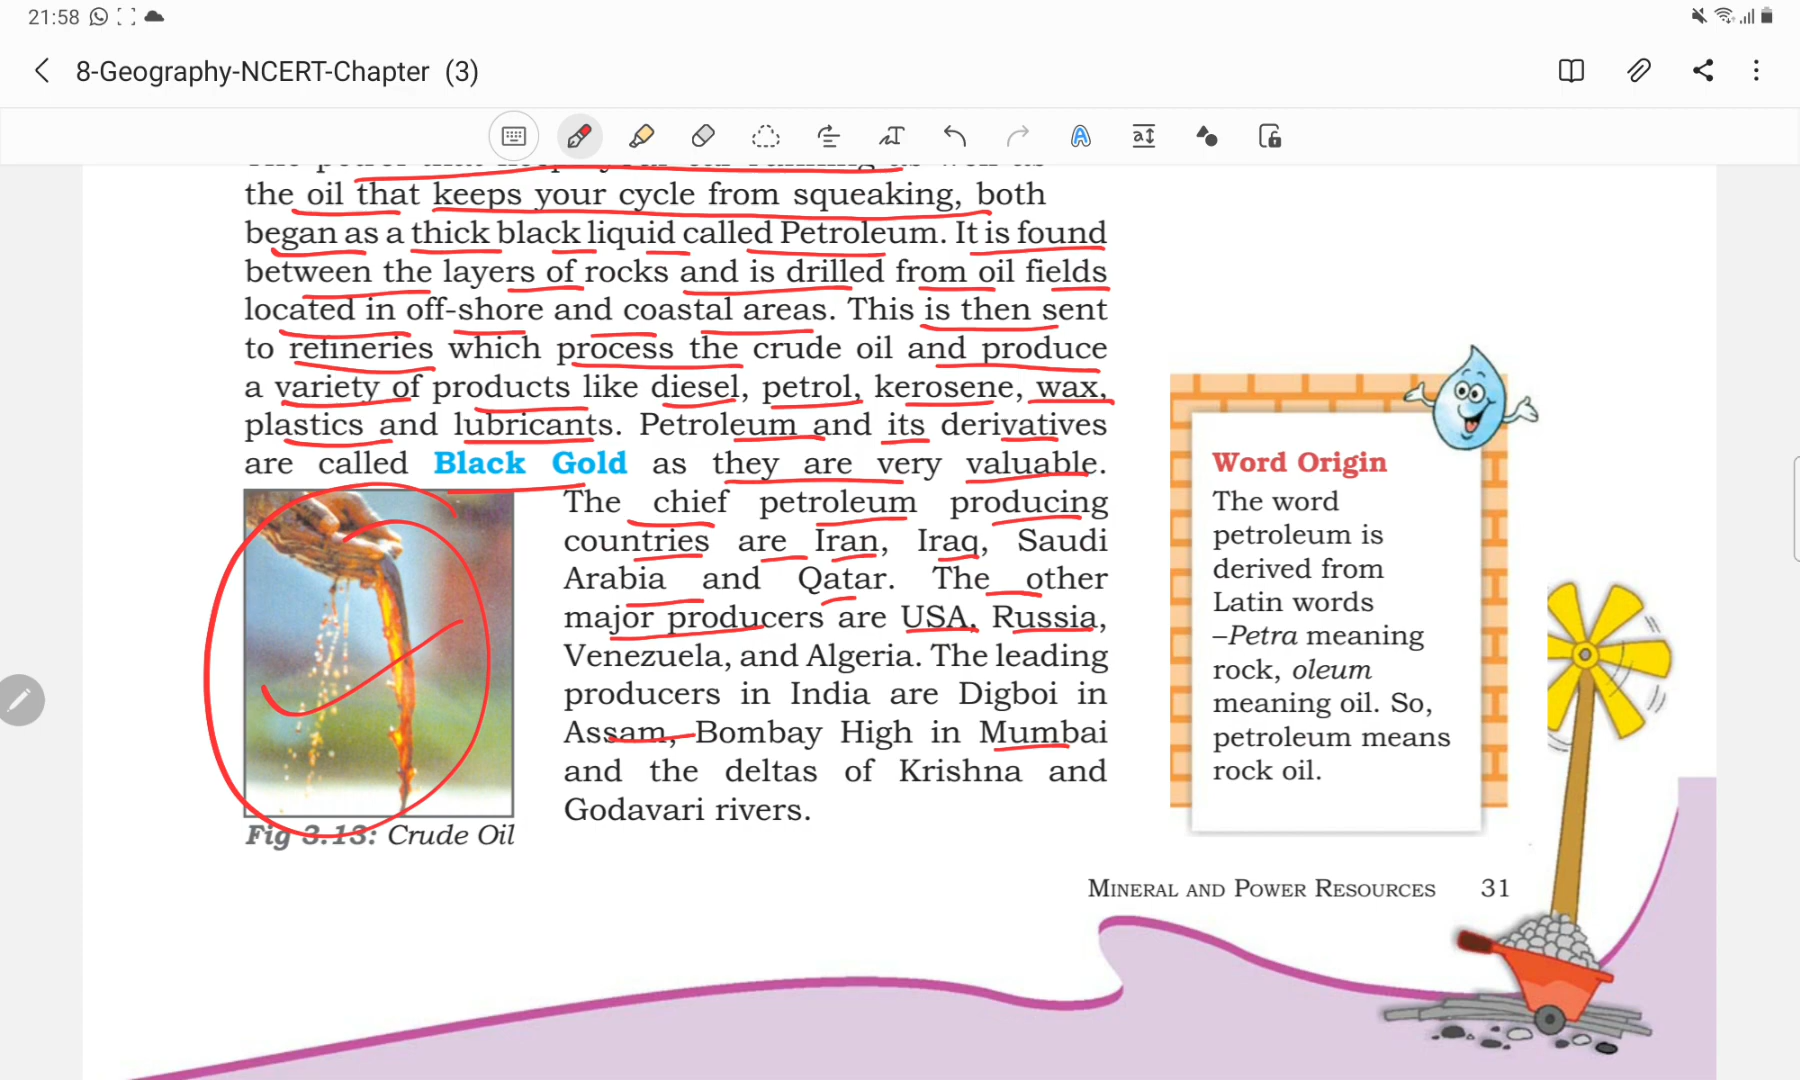 21:58
8-Geography-NCERT-Chapter (3)
the oil that keeps your cycle from squeaking, both
began as a thick black liquid called Petroleum. It is found
between the layers of rocks and is drilled from oil fields
located in off-shore and coastal areas. This is then sent
to refineries which process the crude oil and produce
a variety of products like diesel, petrol, kerosene, wax,
plastics and lubricants. Petroleum and its derivatives
are called Black Gold as they are very valuable.
The chief petroleum producing
countries are Iran, Iraq, Saudi
Arabia and Qatar. The other
major producers are USA, Russia,
Venezuela, and Algeria. The leading
producers in India are Digboi in
Assam, Bombay High in Mumbai
and the deltas of Krishna and
Godavari rivers.
Fig 3.13: Crude Oil
Word Origin
The word
petroleum is
derived from
Latin words
–Petra meaning
rock, oleum
meaning oil. So,
petroleum means
rock oil.
Mineral and Power Resources 31